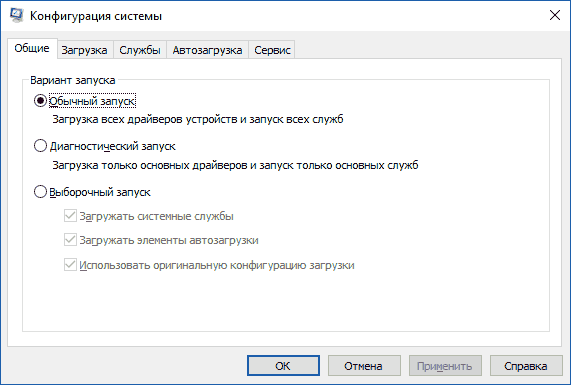 Конфигурация системы
Общие Загрузка Службы Автозагрузка Сервис
Вариант запуска
Обычный запуск
Загрузка всех драйверов устройств и запуск всех служб
Диагностический запуск
Загрузка только основных драйверов и запуск только основных служб
Выборочный запуск
Загружать системные службы
Загружать элементы автозагрузки
Использовать оригинальную конфигурацию загрузки
ОК Отмена Применить Справка